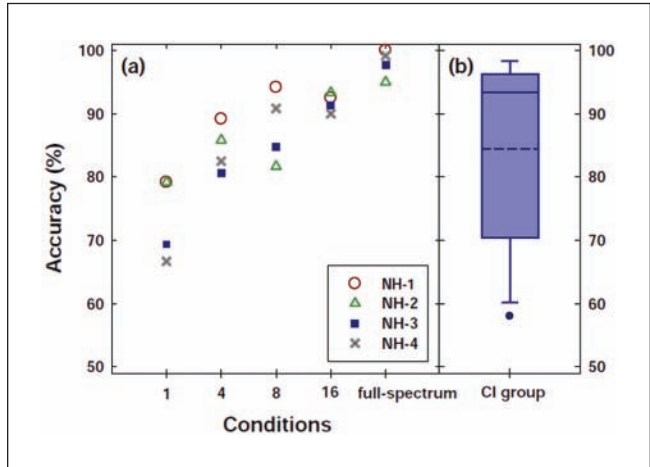 (a)
(b)
100
90
80
70
60
50
Accuracy (%)
NH-1
NH-2
NH-3
NH-4
100
90
80
70
60
50
1 4 8 16 full-spectrum CI group
Conditions